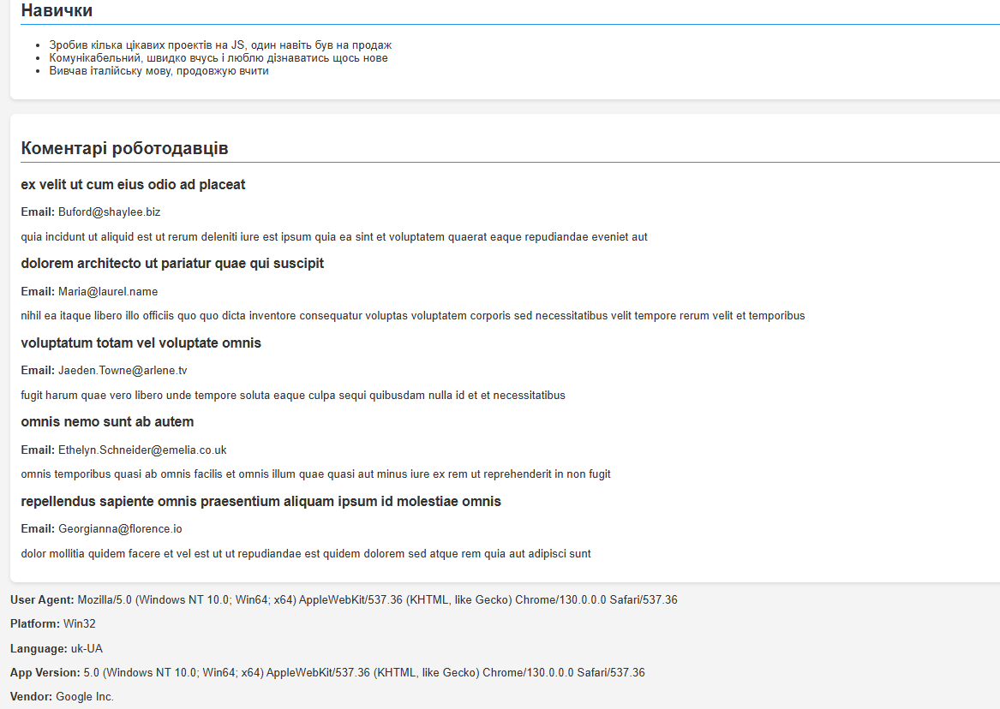 Навички
Зробив кілька цікавих проектів на JS, один навіть був на продаж
Комунікабельний, швидко вчусь і люблю дізнаватись щось нове
Вивчав італійську мову, продовжую вчити
Коментарі роботодавців
ex velit ut cum eius odio ad placeat
Email: Buford@shaylee.biz
quia incidunt ut aliquid est ut rerum deleniti iure est ipsum quia ea sint et voluptatem quaerat eaque repudiandae eveniet aut
dolorem architecto ut pariatur quae qui suscipit
Email: Maria@laurel.name
nihil ea itaque libero illo officiis quo quo dicta inventore consequatur voluptas voluptatem corporis sed necessitatibus velit tempore rerum velit et temporibus
voluptatum totam vel voluptate omnis
Email: Jaeden.Towne@arlene.tv
fugit harum quae vero libero unde tempore soluta eaque culpa sequi quibusdam nulla id et et necessitatibus
omnis nemo sunt ab autem
Email: Ethelyn.Schneider@emelia.co.uk
omnis temporibus quasi ab omnis facilis et omnis illum quae quasi aut minus iure ex rem ut reprehenderit in non fugit
repellendus sapiente omnis praesentium aliquam ipsum id molestiae omnis
Email: Georgianna@florence.io
dolor mollitia quidem facere et vel est ut ut repudiandae est quidem dolorem sed atque rem quia aut adipisci sunt
User Agent: Mozilla/5.0 (Windows NT 10.0; Win64; x64) AppleWebKit/537.36 (KHTML, like Gecko) Chrome/130.0.0.0 Safari/537.36
Platform: Win32
Language: uk-UA
App Version: 5.0 (Windows NT 10.0; Win64; x64) AppleWebKit/537.36 (KHTML, like Gecko) Chrome/130.0.0.0 Safari/537.36
Vendor: Google Inc.